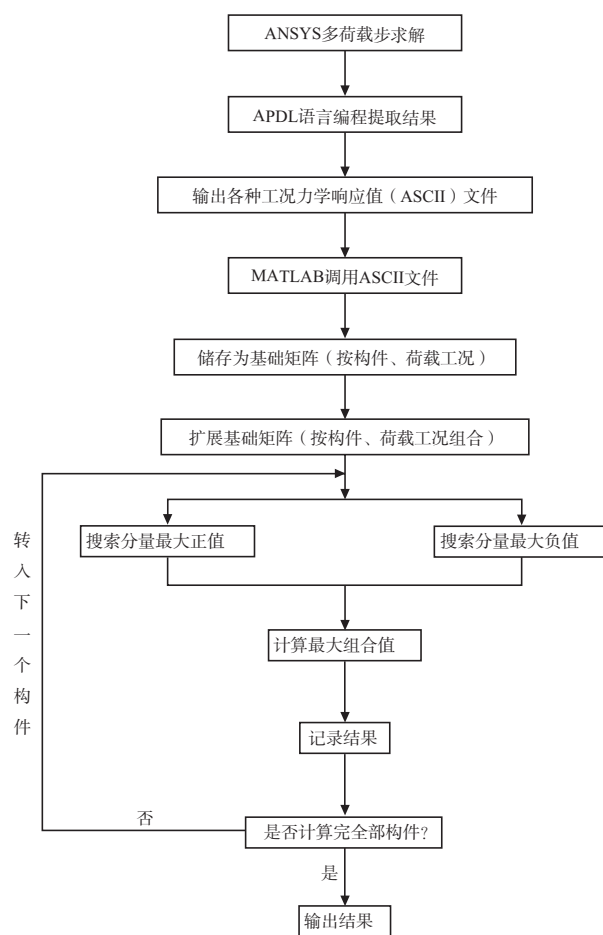 ANSYS多荷载步求解
APDL语言编程提取结果
输出各种工况力学响应值（ASCII）文件
MATLAB调用ASCII文件
储存为基础矩阵（按构件、荷载工况）
扩展基础矩阵（按构件、荷载工况组合）
搜索分量最大正值
搜索分量最大负值
转入下一个构件
计算最大组合值
记录结果
否
是否计算完全部构件？
是
输出结果